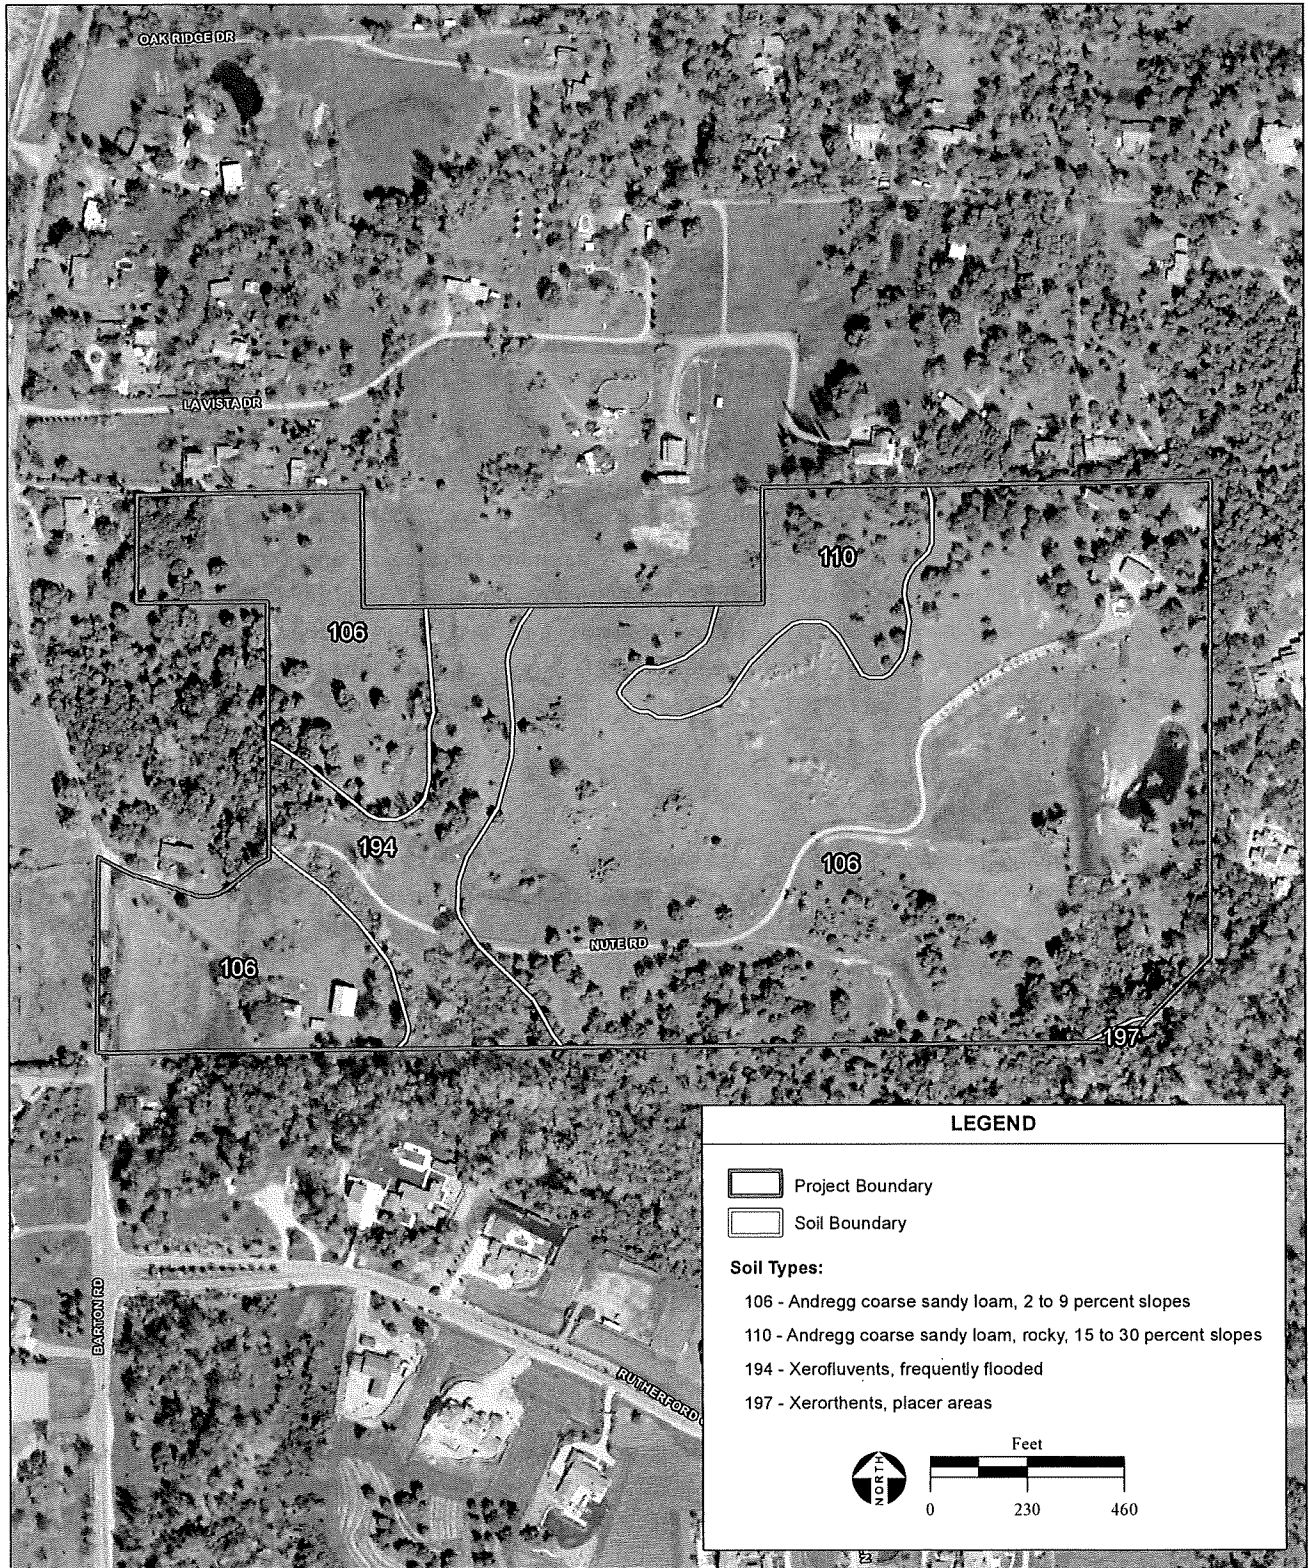 OAK RIDGE DR
LA VISTA DR
110
106
194
106
NUTE RD
106
197
LEGEND
Project Boundary
Soil Boundary
Soil Types:
106 - Andregg coarse sandy loam, 2 to 9 percent slopes
110 - Andregg coarse sandy loam, rocky, 15 to 30 percent slopes
194 - Xerofluvents, frequently flooded
197 - Xerorthents, placer areas
BARTON RD
RUTHERFORD
Feet
NORTH
0 230 460